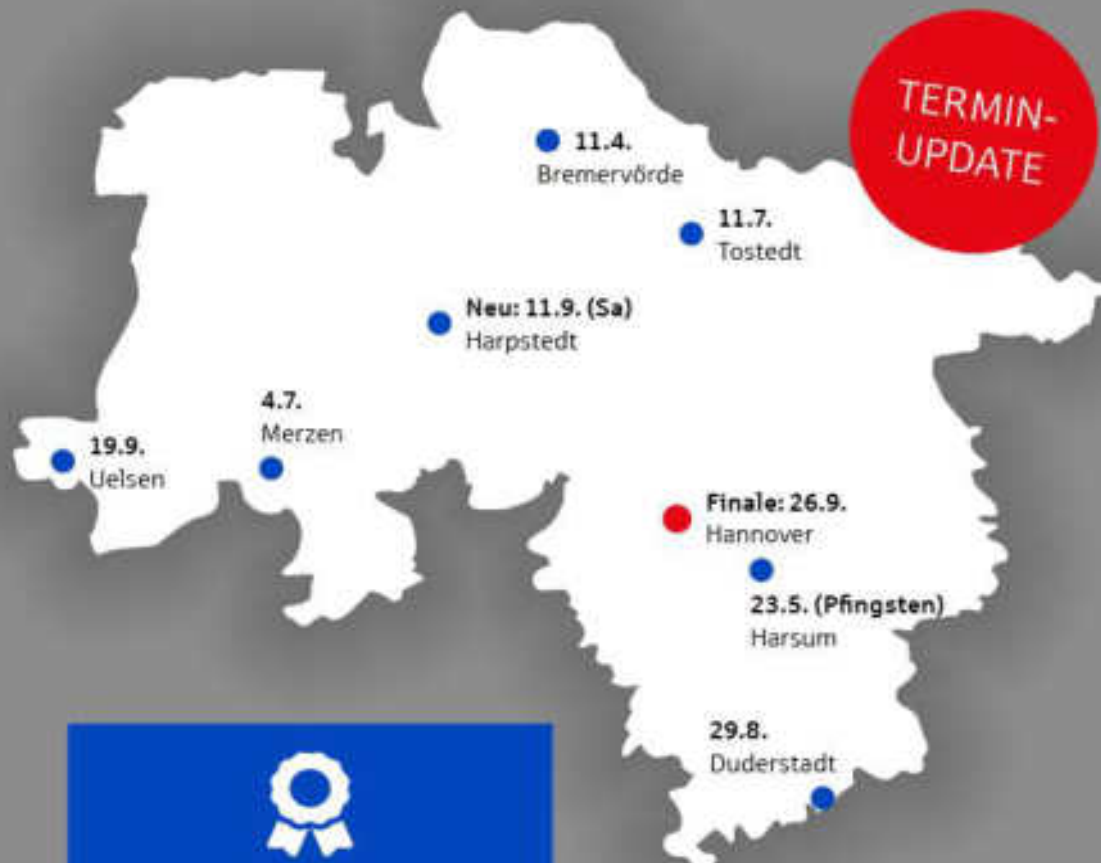 TERMIN-
UPDATE
11.4.
Bremervörde
11.7.
Tostedt
Neu: 11.9. (Sa)
Harpstedt
4.7.
Merzen
19.9.
Uelsen
Finale: 26.9.
Hannover
23.5. (Pfingsten)
Harsum
29.8.
Duderstadt